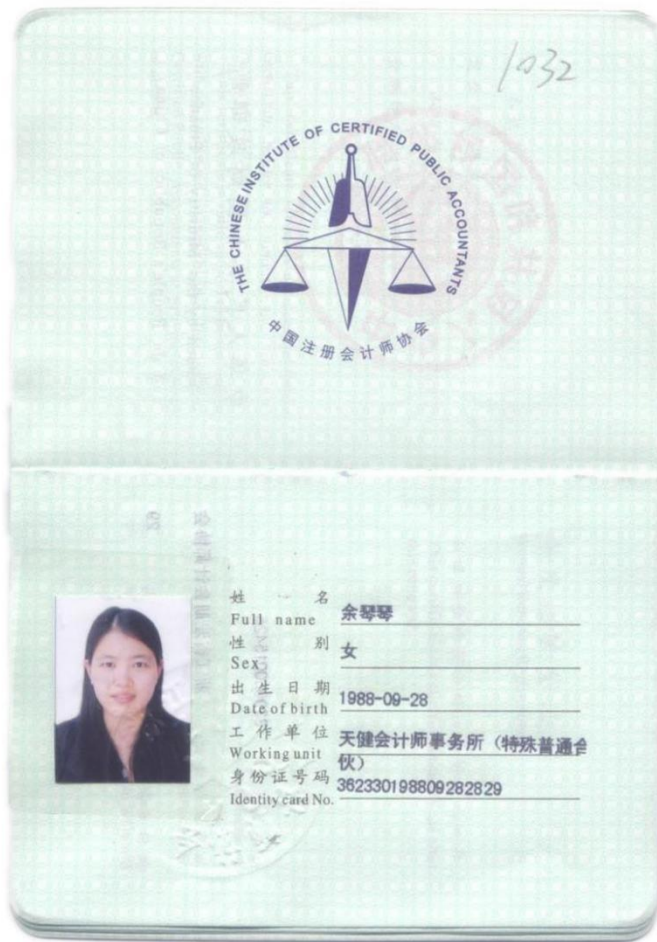 1032
THE CHINESE INSTITUTE OF CERTIFIED PUBLIC ACCOUNTANTS
中国注册会计师协会
姓 名 余琴琴
Full name
性 别 女
Sex
出生日期 1988-09-28
Date of birth
工作单位 天健会计师事务所（特殊普通合
Working unit 伙）
身份证号码 362330198809282829
Identity card No.